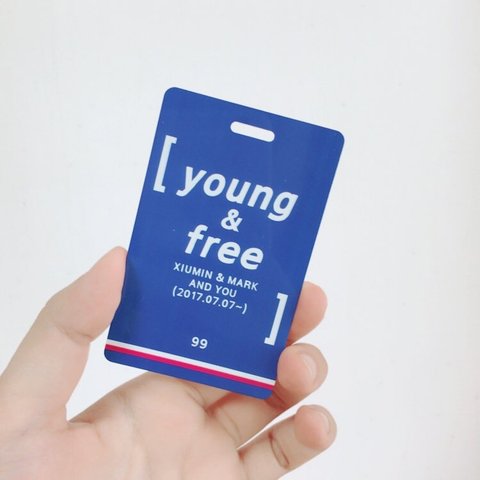 [ young
&
free
XIUMIN & MARK
AND YOU
(2017.07.07~)
]
99